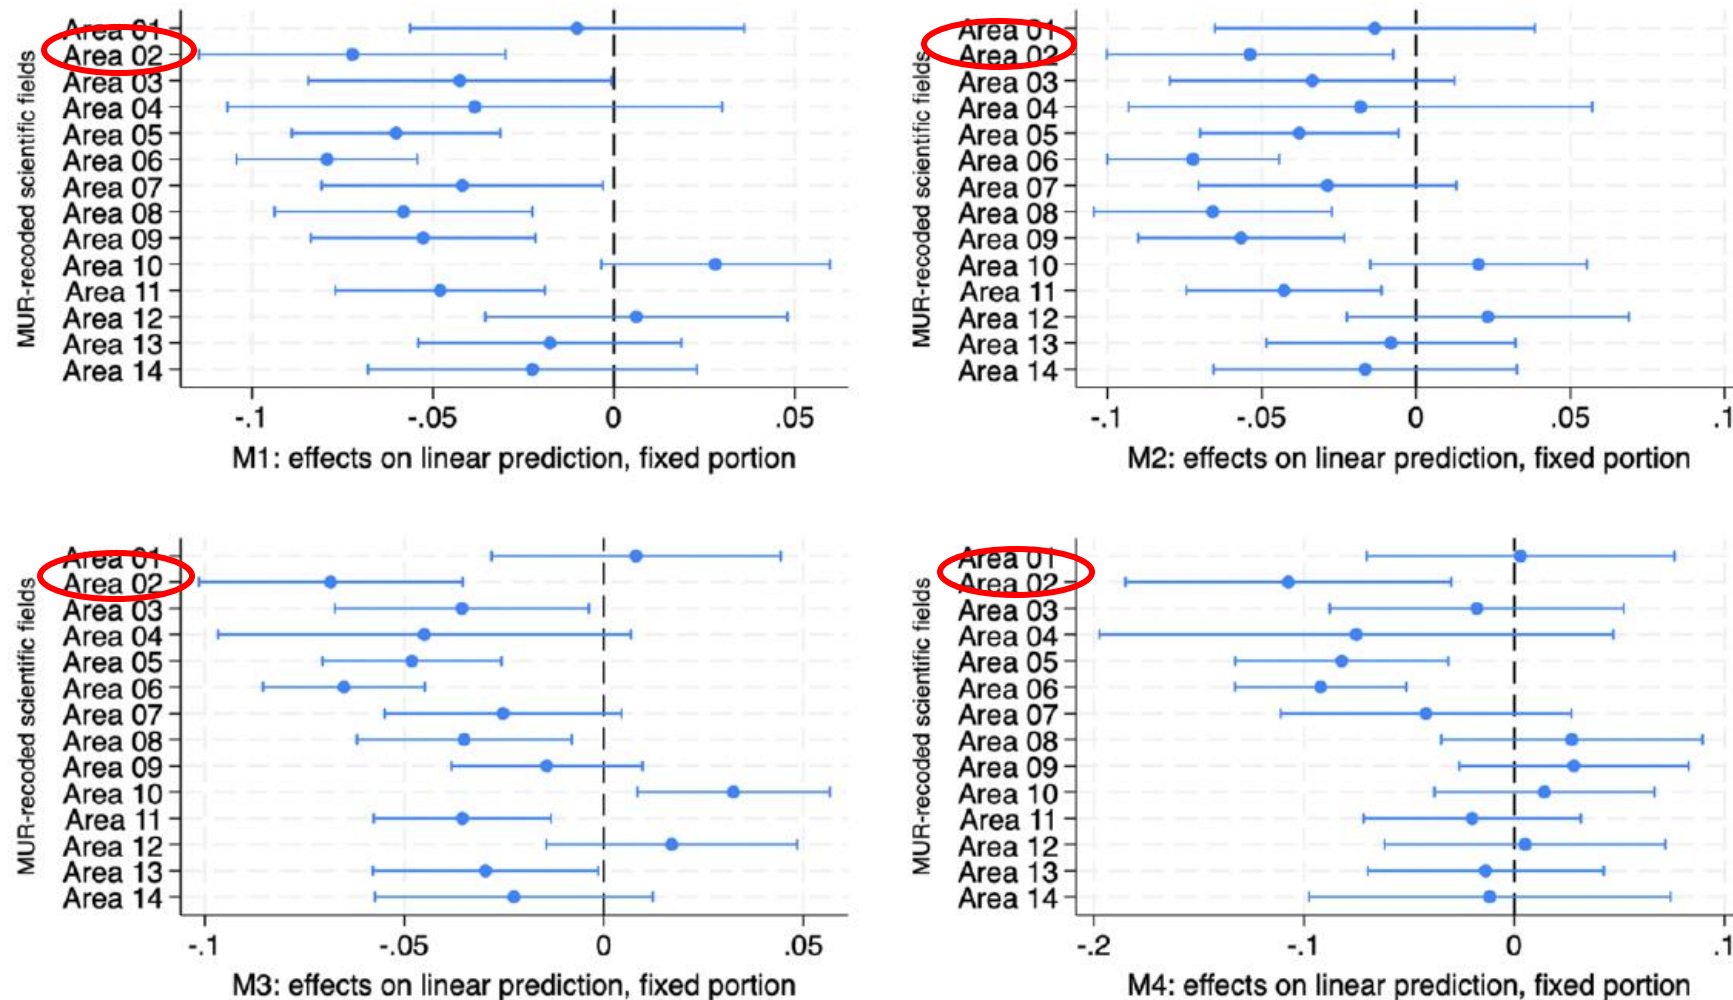 MUR-recoded scientific fields
Area 01
Area 02
Area 03
Area 04
Area 05
Area 06
Area 07
Area 08
Area 09
Area 10
Area 11
Area 12
Area 13
Area 14
-.1 -.05 0 .05
M1: effects on linear prediction, fixed portion
MUR-recoded scientific fields
Area 01
Area 02
Area 03
Area 04
Area 05
Area 06
Area 07
Area 08
Area 09
Area 10
Area 11
Area 12
Area 13
Area 14
-.1 -.05 0 .05 .1
M2: effects on linear prediction, fixed portion
MUR-recoded scientific fields
Area 01
Area 02
Area 03
Area 04
Area 05
Area 06
Area 07
Area 08
Area 09
Area 10
Area 11
Area 12
Area 13
Area 14
-.1 -.05 0 .05
M3: effects on linear prediction, fixed portion
MUR-recoded scientific fields
Area 01
Area 02
Area 03
Area 04
Area 05
Area 06
Area 07
Area 08
Area 09
Area 10
Area 11
Area 12
Area 13
Area 14
-.2 -.1 0 .1
M4: effects on linear prediction, fixed portion